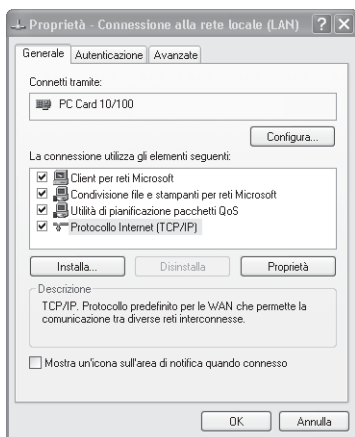 Proprietà - Connessione alla rete locale (LAN)
Generale Autenticazione Avanzate
Connetti tramite:
PC Card 10/100
Configura...
La connessione utilizza gli elementi seguenti:
Client per reti Microsoft
Condivisione file e stampanti per reti Microsoft
Utilità di pianificazione pacchetti QoS
Protocollo Internet (TCP/IP)
Installa... Disinstalla Proprietà
Descrizione
TCP/IP. Protocollo predefinito per le WAN che permette la
comunicazione tra diverse reti interconnesse.
Mostra un'icona sull'area di notifica quando connesso
OK Annulla